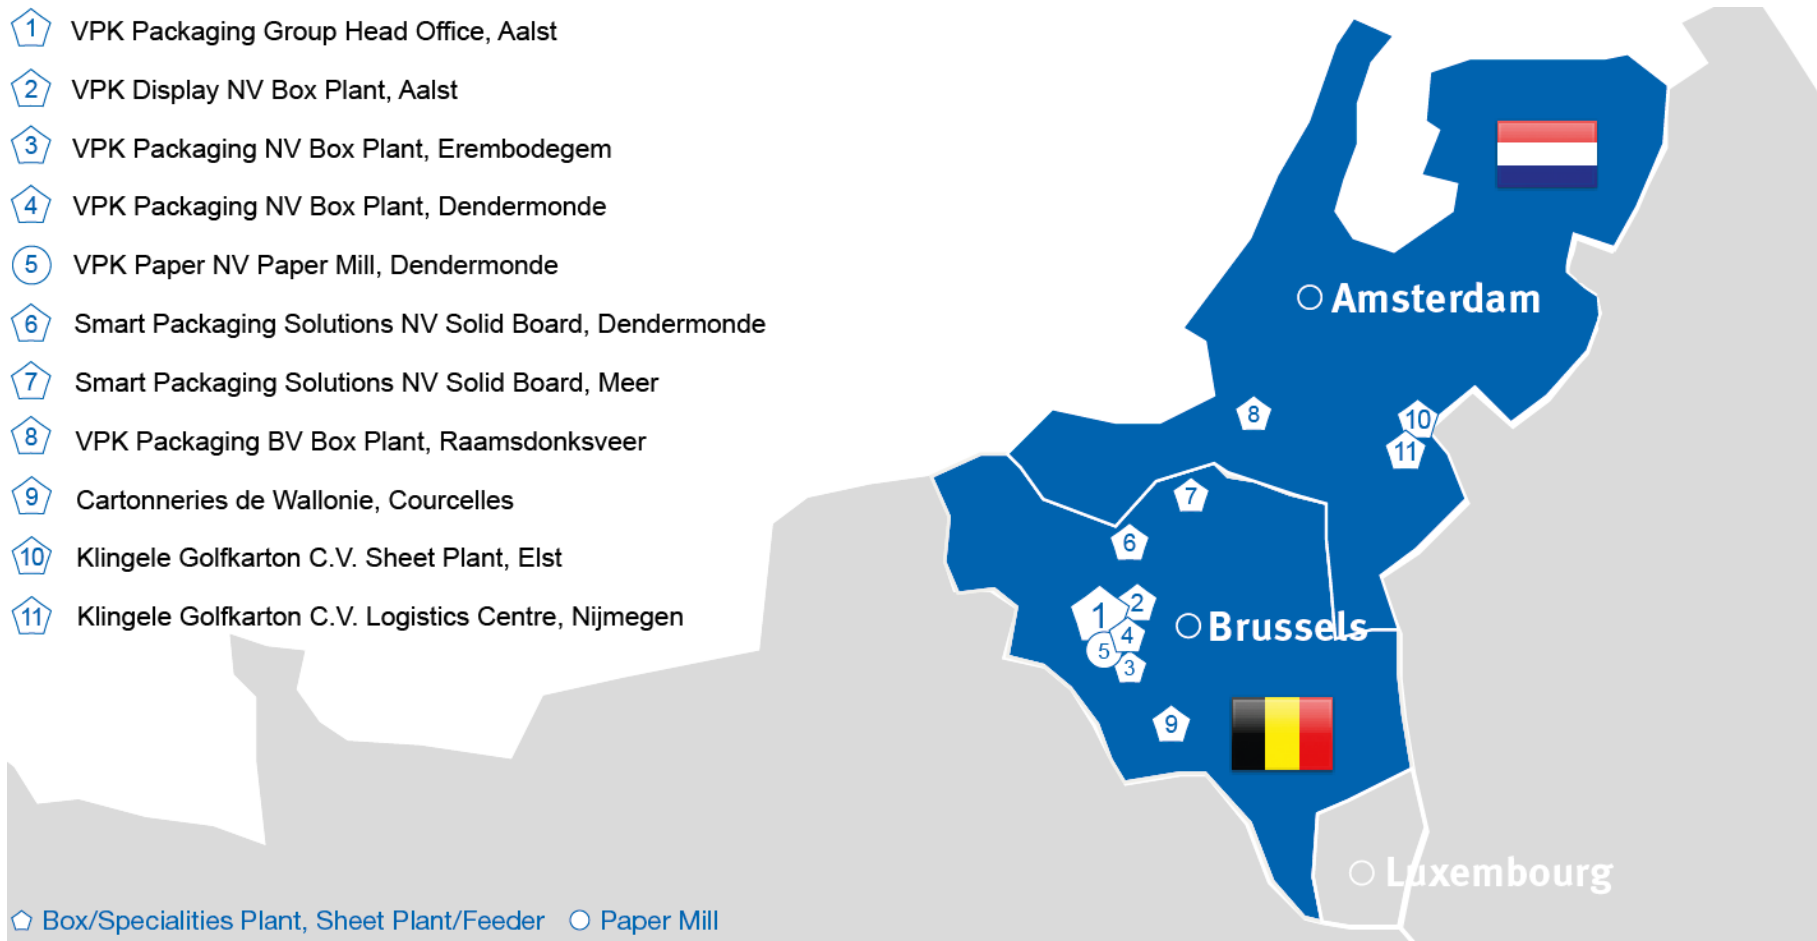 1 VPK Packaging Group Head Office, Aalst
2 VPK Display NV Box Plant, Aalst
3 VPK Packaging NV Box Plant, Erembodegem
4 VPK Packaging NV Box Plant, Dendermonde
5 VPK Paper NV Paper Mill, Dendermonde
6 Smart Packaging Solutions NV Solid Board, Dendermonde
7 Smart Packaging Solutions NV Solid Board, Meer
8 VPK Packaging BV Box Plant, Raamsdonksveer
9 Cartonneries de Wallonie, Courcelles
10 Klingele Golfkarton C.V. Sheet Plant, Elst
11 Klingele Golfkarton C.V. Logistics Centre, Nijmegen
Amsterdam
8
10
11
7
6
1
2
4
5
3
Brussels
9
Luxembourg
Box/Specialities Plant, Sheet Plant/Feeder
Paper Mill